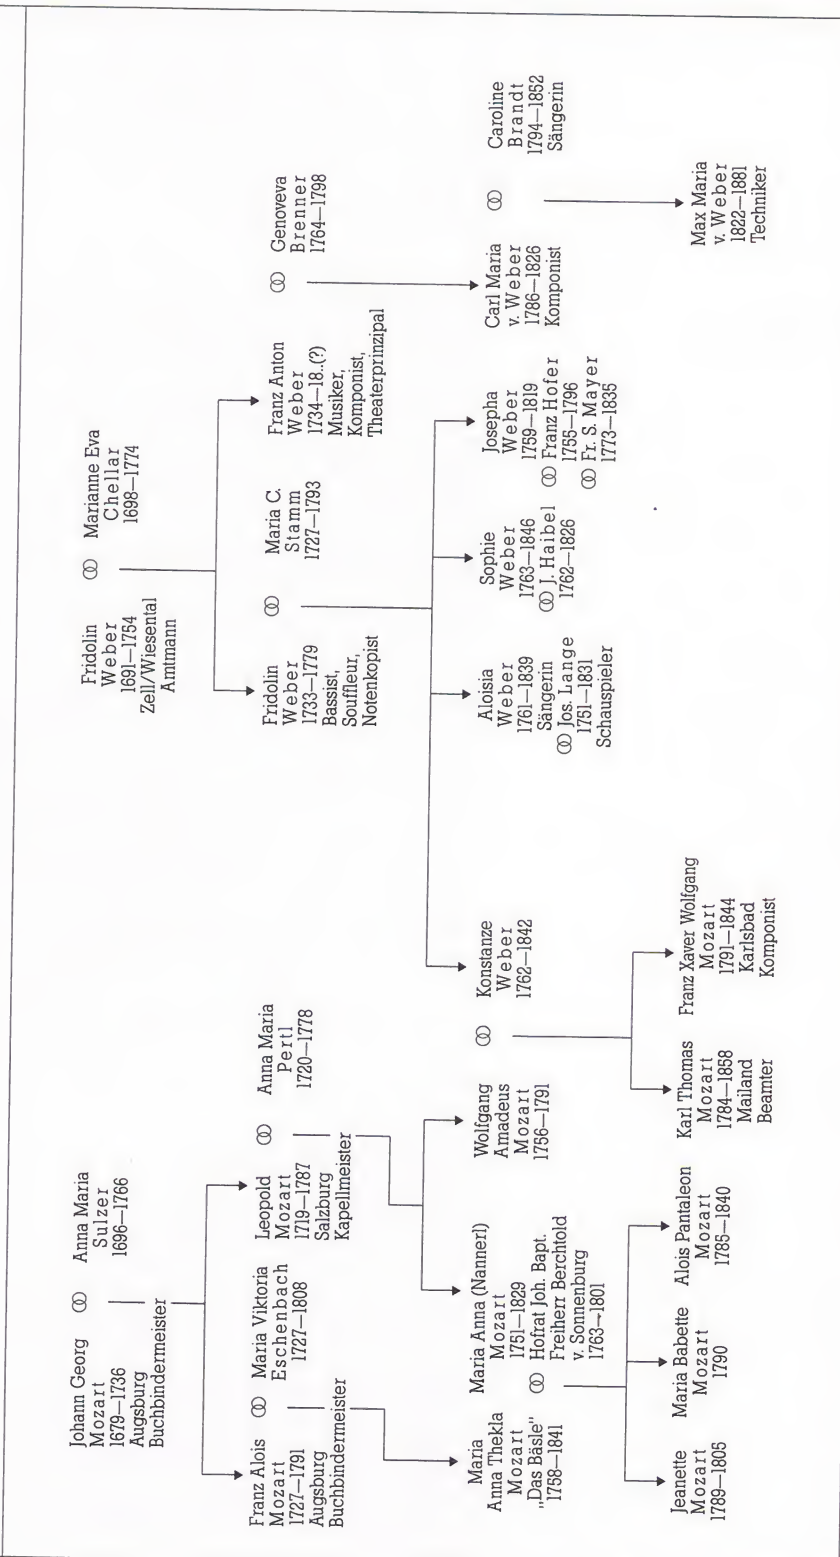 Johann Georg
Mozart
1679—1736
Augsburg
Buchbindermeister
Anna Maria
Sulzer
1696—1766
Fridolin
Weber
1691—1754
Zell/Wiesental
Amtmann
Marianne Eva
Chellar
1698—1774
Franz Alois
Mozart
1727—1791
Augsburg
Buchbindermeister
Maria Viktoria
Eschenbach
1727—1808
Leopold
Mozart
1719—1787
Salzburg
Kapellmeister
Anna Maria
Pertl
1720—1778
Fridolin
Weber
1733—1779
Bassist,
Souffleur,
Notenkopist
Maria C.
Stamm
1727—1793
Franz Anton
Weber
1734—18..(?)
Musiker,
Komponist,
Theaterprinzipal
Genoveva
Brenner
1764—1798
Maria
Anna Thekla
Mozart
„Das Bäsle"
1758—1841
Maria Anna (Nannerl)
Mozart
1751—1829
Hofrat Joh. Bapt.
Freiherr Berchtold
v. Sonnenburg
1763—1801
Wolfgang
Amadeus
Mozart
1756—1791
Konstanze
Weber
1762—1842
Aloisia
Weber
1761—1839
Sängerin
Jos. Lange
1751—1831
Schauspieler
Sophie
Weber
1763—1846
J. Haibel
1762—1826
Josepha
Weber
1759—1819
Franz Hofer
1755—1796
Fr. S. Mayer
1773—1835
Carl Maria
v. Weber
1786—1826
Komponist
Caroline
Brandt
1794—1852
Sängerin
Jeanette
Mozart
1789—1805
Maria Babette
Mozart
1790
Alois Pantaleon
Mozart
1785—1840
Karl Thomas
Mozart
1784—1858
Mailand
Beamter
Franz Xaver Wolfgang
Mozart
1791—1844
Karlsbad
Komponist
Max Maria
v. Weber
1822—1881
Techniker